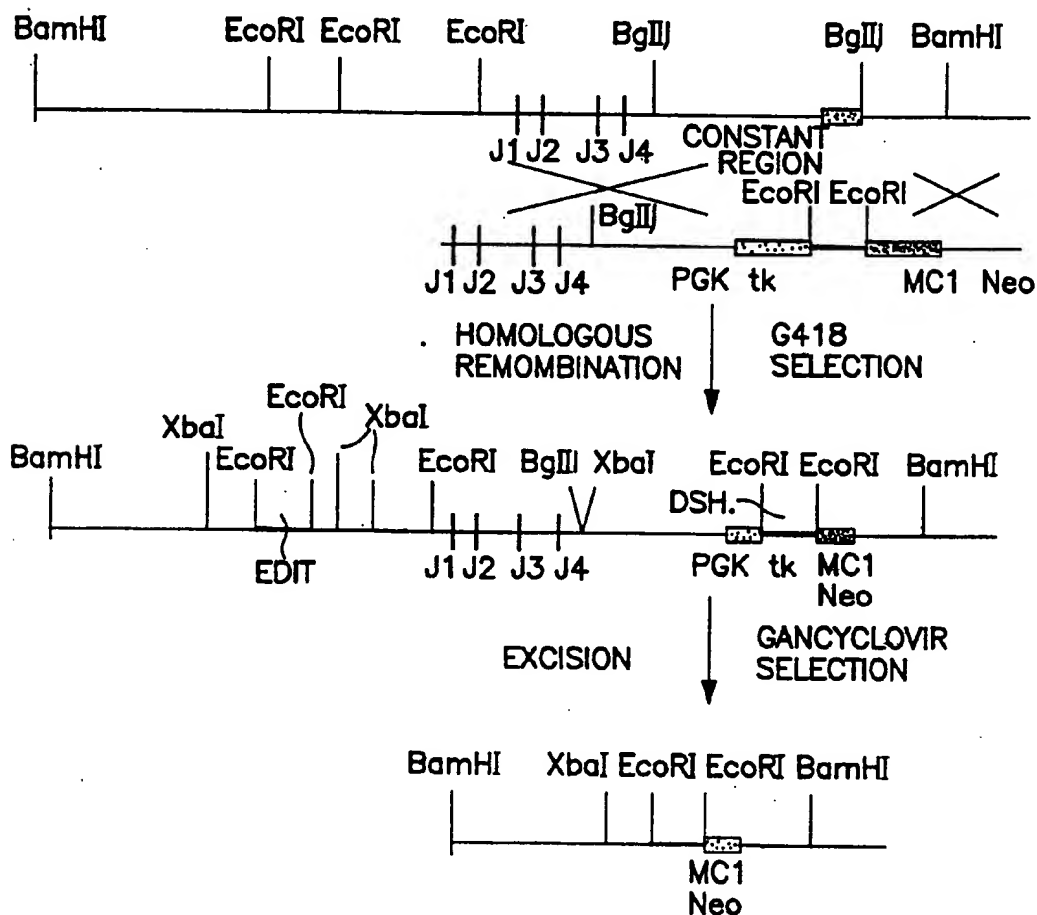 BamHI EcoRI EcoRI EcoRI BglII BglII BamHI
J1 J2 J3 J4
CONSTANT
REGION
EcoRI EcoRI
BglII
J1 J2 J3 J4
PGK tk
MC1 Neo
HOMOLOGOUS
REMOMBINATION
G418
SELECTION
EcoRI
XbaI
XbaI
BamHI EcoRI EcoRI BglII XbaI EcoRI EcoRI BamHI
DSH.
EDIT
J1 J2 J3 J4
PGK tk
MC1
Neo
EXCISION
GANCYCLOVIR
SELECTION
BamHI XbaI EcoRI EcoRI BamHI
MC1
Neo